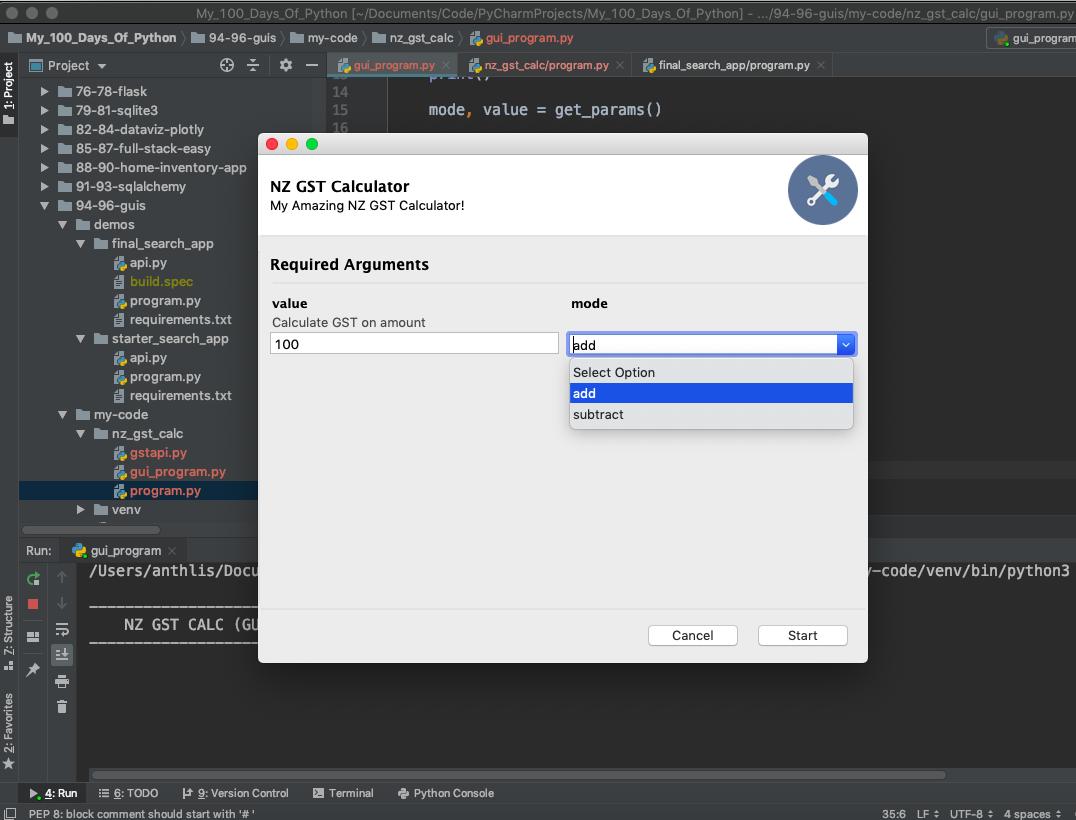 My_100_Days_Of_Python [~/Documents/Code/PyCharmProjects/My_100_Days_Of_Python] - .../94-96-guis/my-code/nz_gst_calc/gui_program.py
My_100_Days_Of_Python 94-96-guis my-code nz_gst_calc gui_program.py gui_program
1: Project
Project
gui_program.py nz_gst_calc/program.py final_search_app/program.py
76-78-flask
79-81-sqlite3
82-84-dataviz-plotly
85-87-full-stack-easy
88-90-home-inventory-app
91-93-sqlalchemy
94-96-guis
demos
final_search_app
api.py
build.spec
program.py
requirements.txt
starter_search_app
api.py
program.py
requirements.txt
my-code
nz_gst_calc
gstapi.py
gui_program.py
program.py
venv
13 print()
14
15 mode, value = get_params()
16
NZ GST Calculator
My Amazing NZ GST Calculator!
Required Arguments
value
Calculate GST on amount
100
mode
add
Select Option
add
subtract
Cancel Start
Run: gui_program
/Users/anthlis/Docu y-code/venv/bin/python3
NZ GST CALC (GU
Z: Structure
2: Favorites
4: Run 6: TODO 9: Version Control Terminal Python Console
PEP 8: block comment should start with '# ' 35:6 LF UTF-8 4 spaces